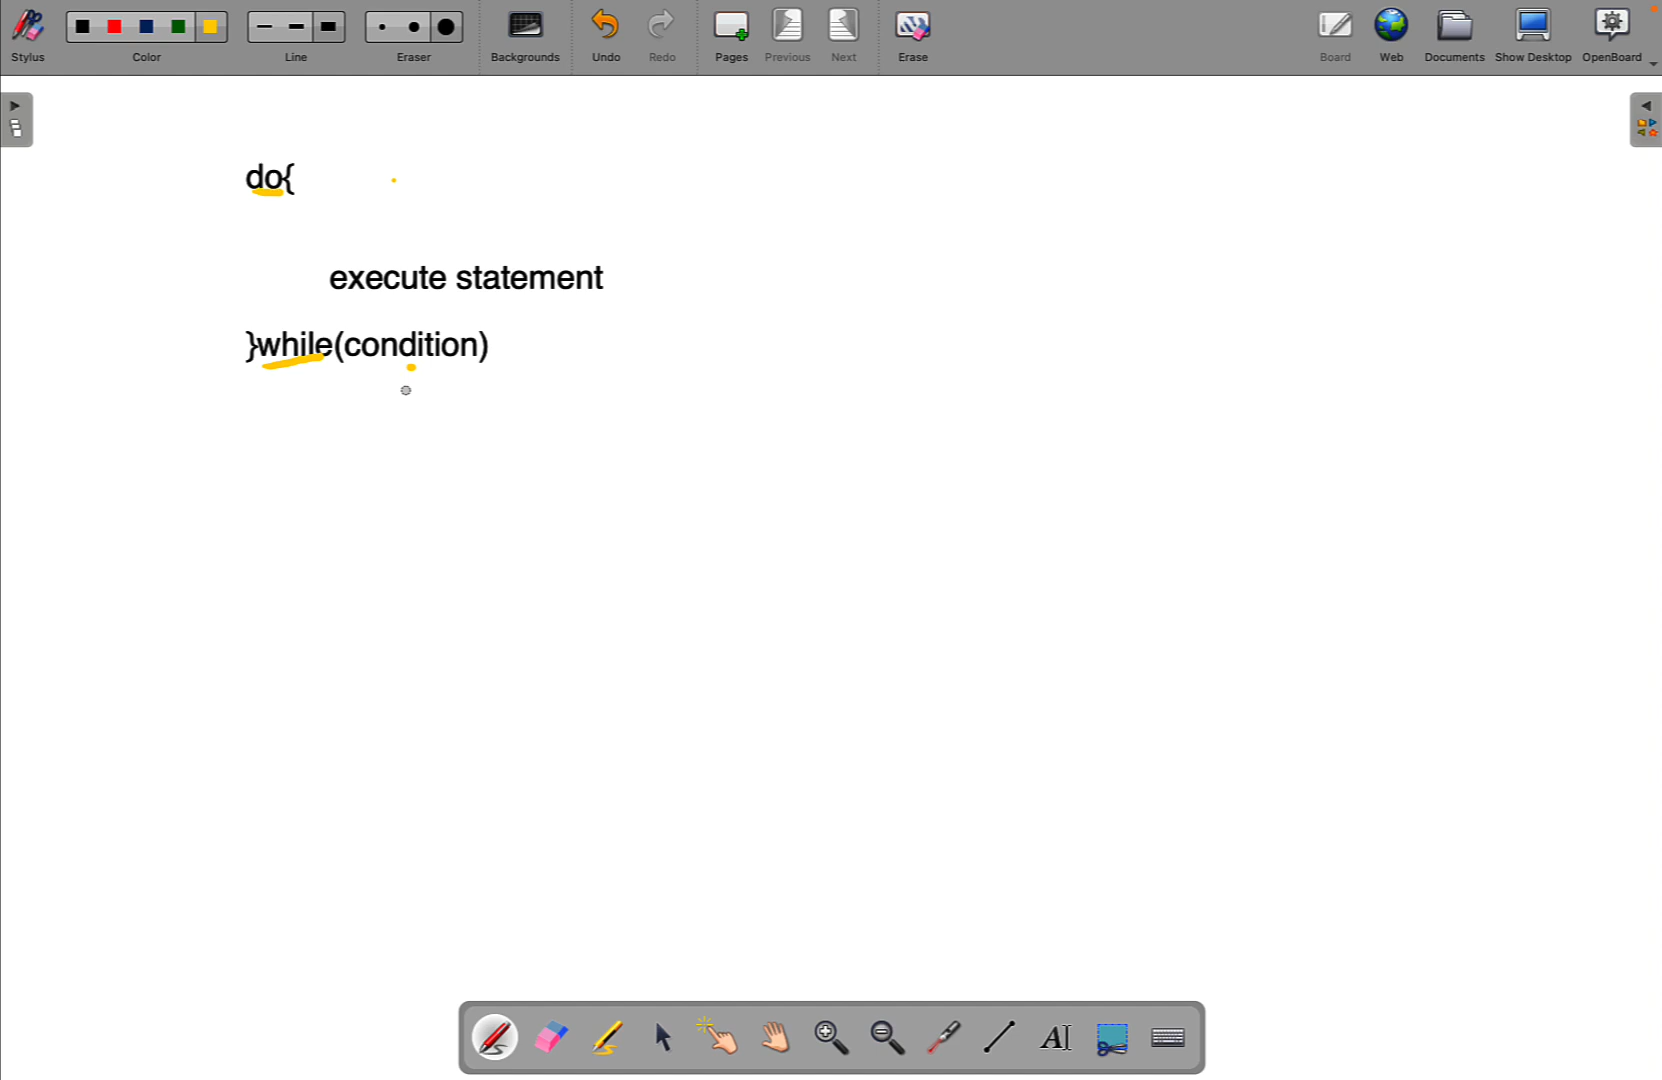 Stylus Color Line Eraser Backgrounds Undo Redo Pages Previous Next Erase Board Web Documents Show Desktop OpenBoard
do{
execute statement
}while(condition)
AI